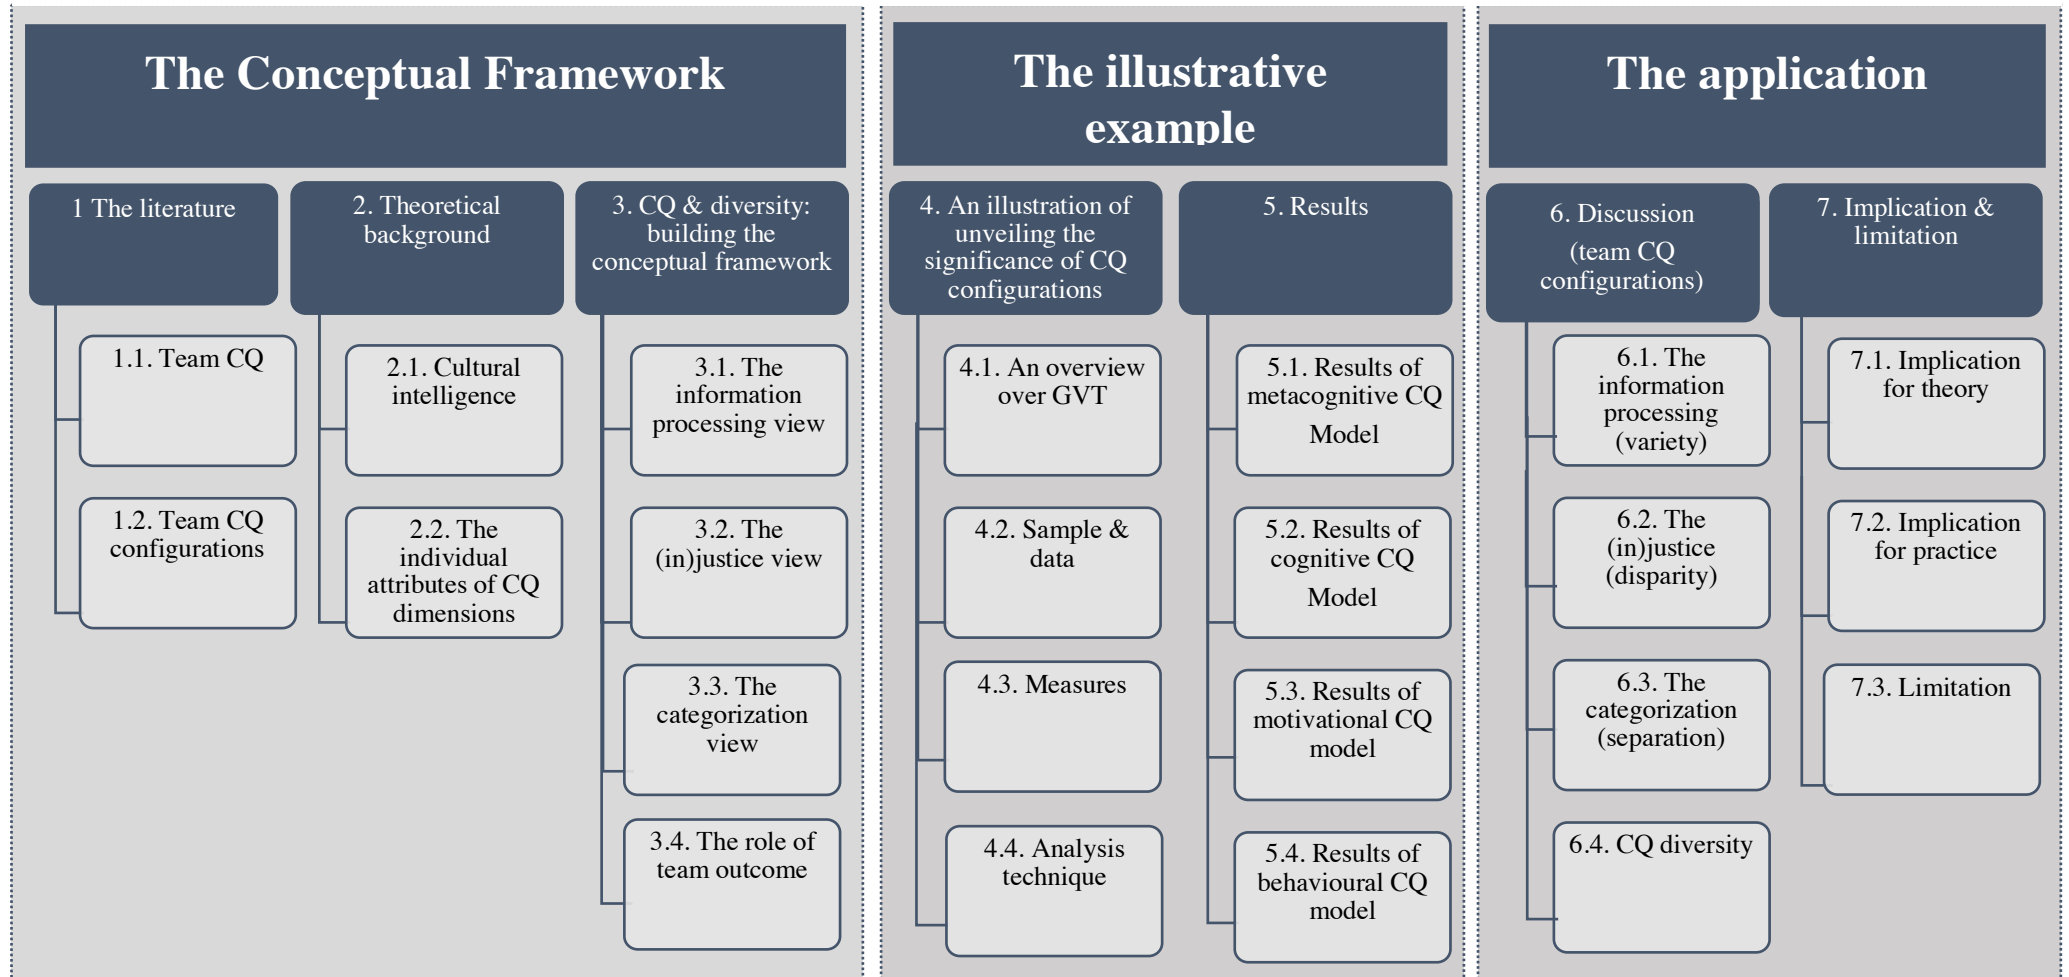 The Conceptual Framework
1 The literature
1.1. Team CQ
1.2. Team CQ
configurations
2. Theoretical
background
2.1. Cultural
intelligence
2.2. The
individual
attributes of CQ
dimensions
3. CQ & diversity:
building the
conceptual framework
3.1. The
information
processing view
3.2. The
(in)justice view
3.3. The
categorization
view
3.4. The role of
team outcome
The illustrative
example
4. An illustration of
unveiling the
significance of CQ
configurations
4.1. An overview
over GVT
4.2. Sample &
data
4.3. Measures
4.4. Analysis
technique
5. Results
5.1. Results of
metacognitive CQ
Model
5.2. Results of
cognitive CQ
Model
5.3. Results of
motivational CQ
model
5.4. Results of
behavioural CQ
model
The application
6. Discussion
(team CQ
configurations)
6.1. The
information
processing
(variety)
6.2. The
(in)justice
(disparity)
6.3. The
categorization
(separation)
6.4. CQ diversity
7. Implication &
limitation
7.1. Implication
for theory
7.2. Implication
for practice
7.3. Limitation